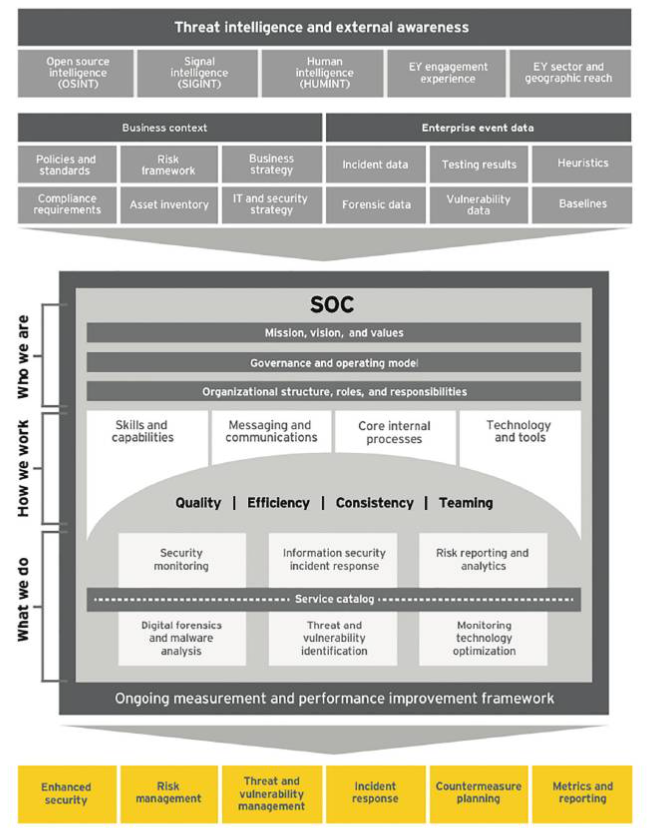 Threat intelligence and external awareness
Open source
intelligence
(OSINT)
Signal
intelligence
(SIGINT)
Human
intelligence
(HUMINT)
EY engagement
experience
EY sector and
geographic reach
Business context
Enterprise event data
Policies and
standards
Risk
framework
Business
strategy
Incident data
Testing results
Heuristics
Compliance
requirements
Asset inventory
IT and security
strategy
Forensic data
Vulnerability
data
Baselines
Who we are
SOC
Mission, vision, and values
Governance and operating model
Organizational structure, roles, and responsibilities
How we work
Skills and
capabilities
Messaging and
communications
Core internal
processes
Technology
and tools
Quality | Efficiency | Consistency | Teaming
What we do
Security
monitoring
Information security
incident response
Risk reporting and
analytics
Service catalog
Digital forensics
and malware
analysis
Threat and
vulnerability
identification
Monitoring
technology
optimization
Ongoing measurement and performance improvement framework
Enhanced
security
Risk
management
Threat and
vulnerability
management
Incident
response
Countermeasure
planning
Metrics and
reporting